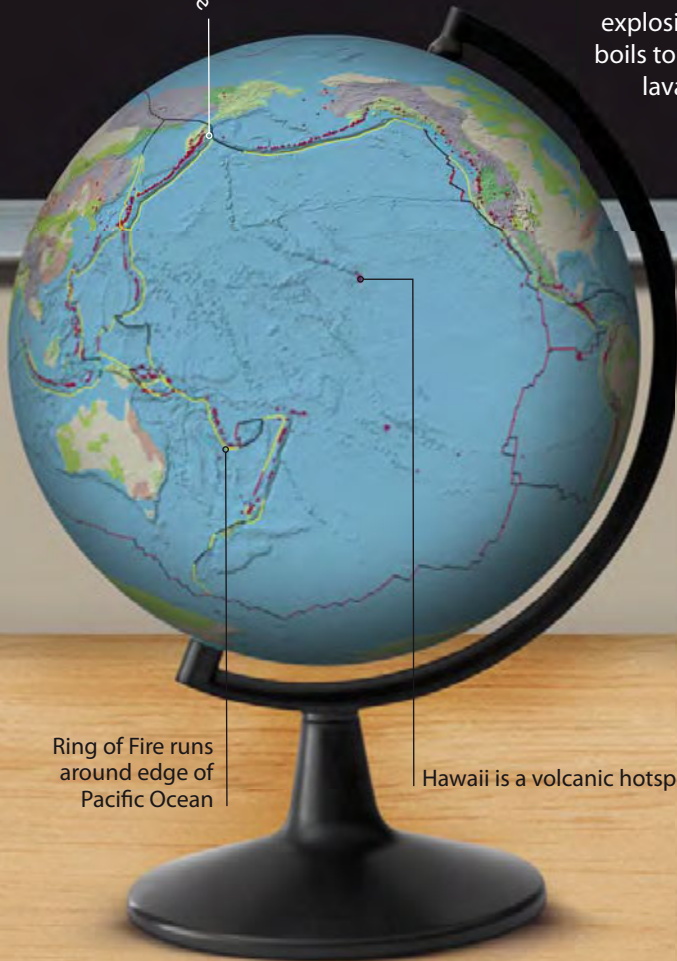 explosi
boils to
lava
Ring of Fire runs
around edge of
Pacific Ocean
Hawaii is a volcanic hotsp